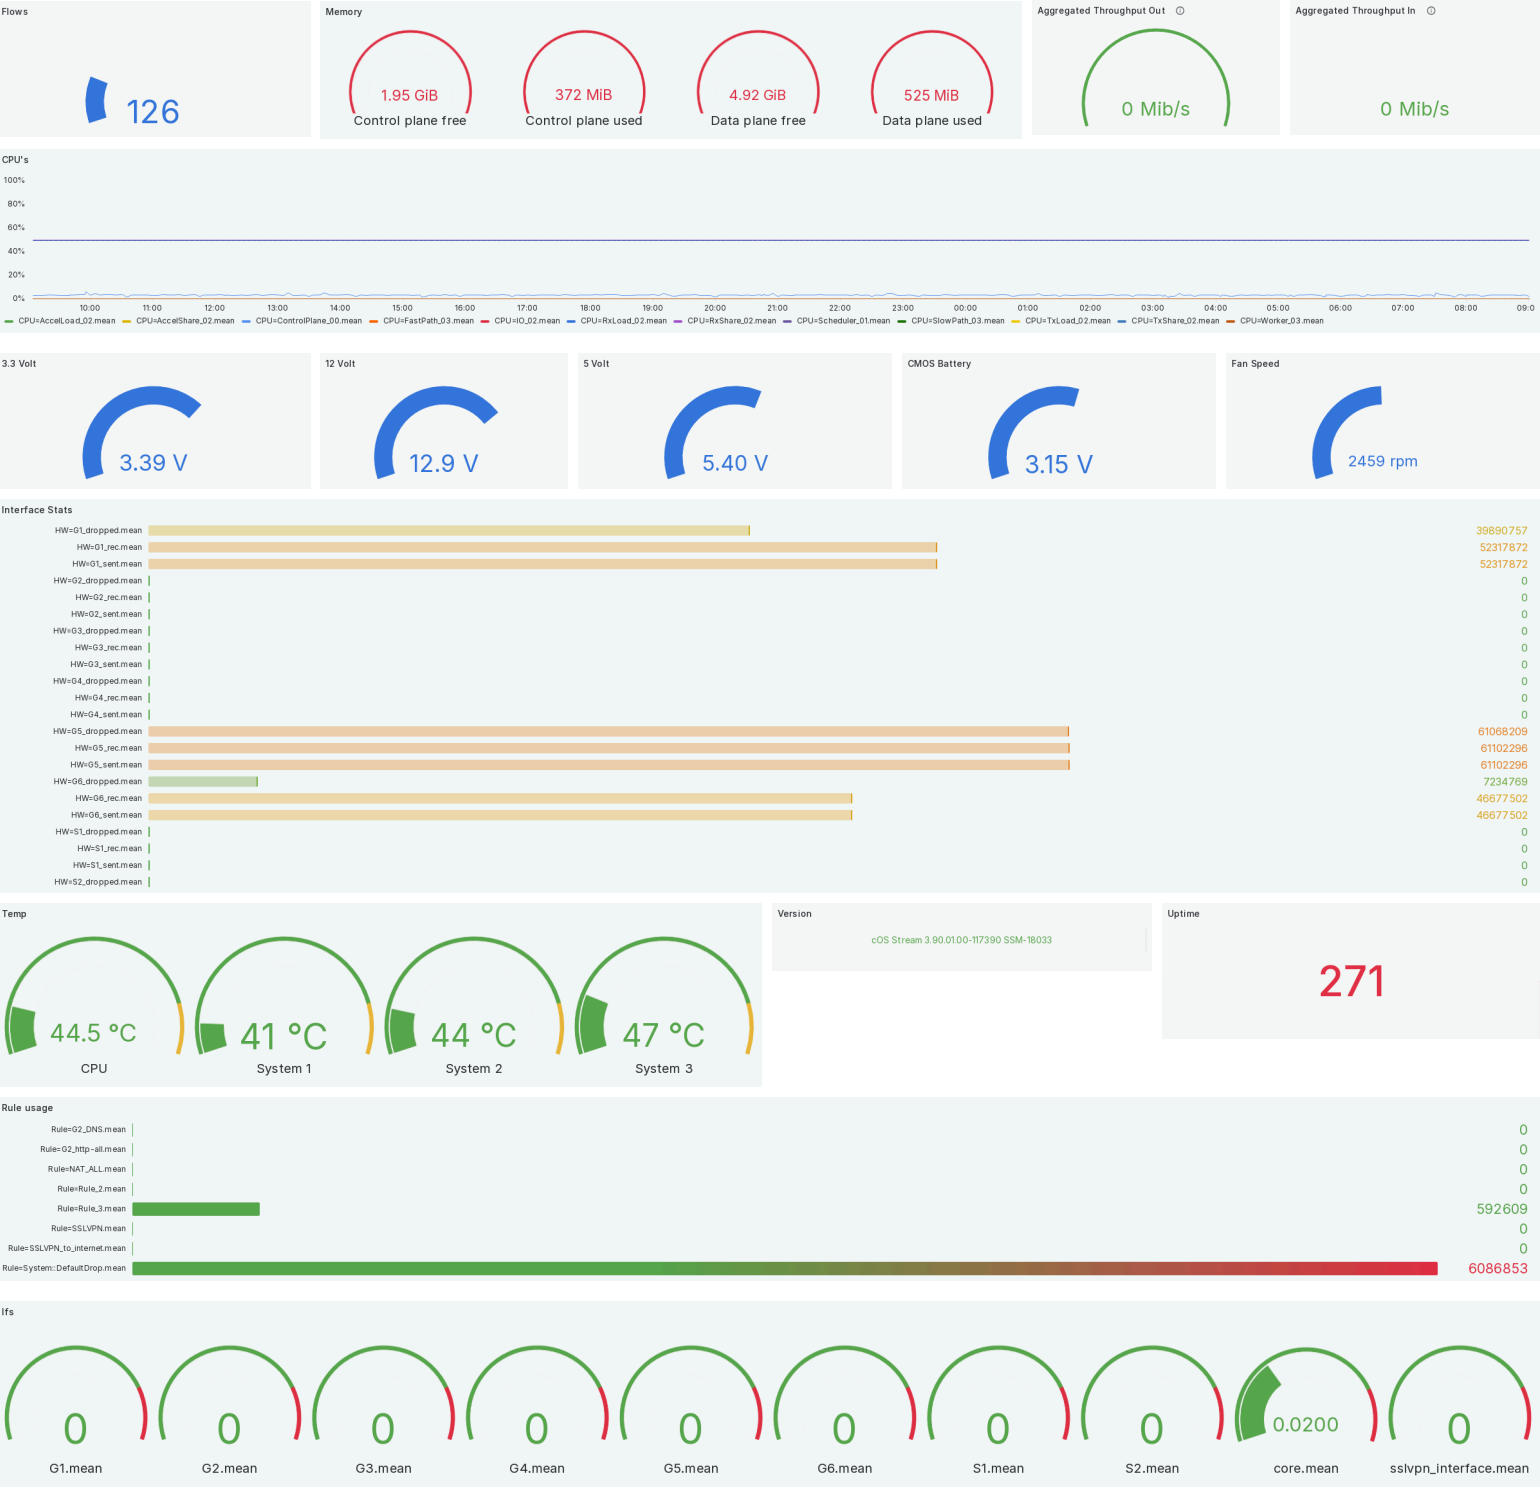 Flows
126
Memory
1.95 GiB
Control plane free
372 MiB
Control plane used
4.92 GiB
Data plane free
525 MiB
Data plane used
Aggregated Throughput Out
0 Mib/s
Aggregated Throughput In
0 Mib/s
CPU's
100%
80%
60%
40%
20%
0%
10:00 11:00 12:00 13:00 14:00 15:00 16:00 17:00 18:00 19:00 20:00 21:00 22:00 23:00 00:00 01:00 02:00 03:00 04:00 05:00 06:00 07:00 08:00 09:0
CPU=AccelLoad_02.mean CPU=AccelShare_02.mean CPU=ControlPlane_00.mean CPU=FastPath_03.mean CPU=IO_02.mean CPU=RxLoad_02.mean CPU=RxShare_02.mean CPU=Scheduler_01.mean CPU=SlowPath_03.mean CPU=TxLoad_02.mean CPU=TxShare_02.mean CPU=Worker_03.mean
3.3 Volt
3.39 V
12 Volt
12.9 V
5 Volt
5.40 V
CMOS Battery
3.15 V
Fan Speed
2459 rpm
Interface Stats
HW=G1_dropped.mean 39890757
HW=G1_rec.mean 52317872
HW=G1_sent.mean 52317872
HW=G2_dropped.mean 0
HW=G2_rec.mean 0
HW=G2_sent.mean 0
HW=G3_dropped.mean 0
HW=G3_rec.mean 0
HW=G3_sent.mean 0
HW=G4_dropped.mean 0
HW=G4_rec.mean 0
HW=G4_sent.mean 0
HW=G5_dropped.mean 61068209
HW=G5_rec.mean 61102296
HW=G5_sent.mean 61102296
HW=G6_dropped.mean 7234769
HW=G6_rec.mean 46677502
HW=G6_sent.mean 46677502
HW=S1_dropped.mean 0
HW=S1_rec.mean 0
HW=S1_sent.mean 0
HW=S2_dropped.mean 0
Temp
44.5 °C
CPU
41 °C
System 1
44 °C
System 2
47 °C
System 3
Version
cOS Stream 3.90.01.00-117390 SSM-18033
Uptime
271
Rule usage
Rule=G2_DNS.mean 0
Rule=G2_http-all.mean 0
Rule=NAT_ALL.mean 0
Rule=Rule_2.mean 0
Rule=Rule_3.mean 592609
Rule=SSLVPN.mean 0
Rule=SSLVPN_to_internet.mean 0
Rule=System::DefaultDrop.mean 6086853
Ifs
0 0 0 0 0 0 0 0 0.0200 0
G1.mean G2.mean G3.mean G4.mean G5.mean G6.mean S1.mean S2.mean core.mean sslvpn_interface.mean